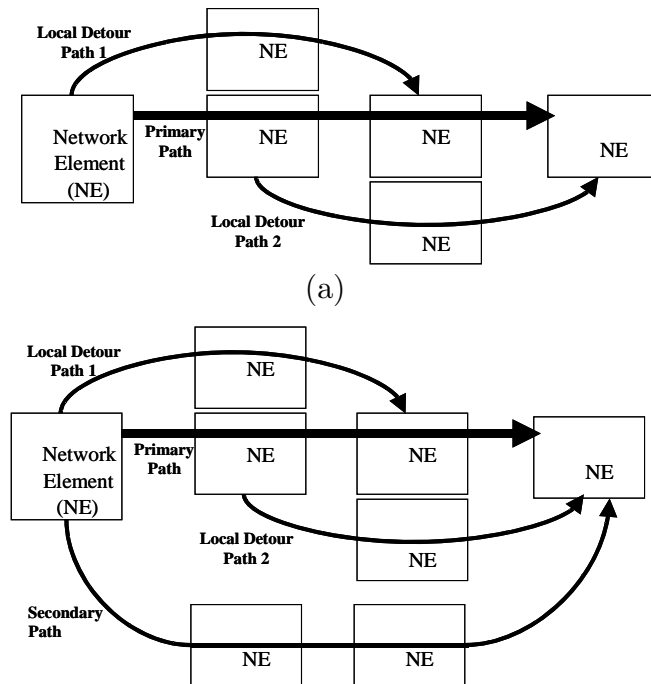 Local Detour
Path 1
NE
Network
Element
(NE)
Primary
Path
NE
NE
NE
Local Detour
Path 2
NE
(a)
Local Detour
Path 1
NE
Network
Element
(NE)
Primary
Path
NE
NE
NE
Local Detour
Path 2
NE
Secondary
Path
NE
NE